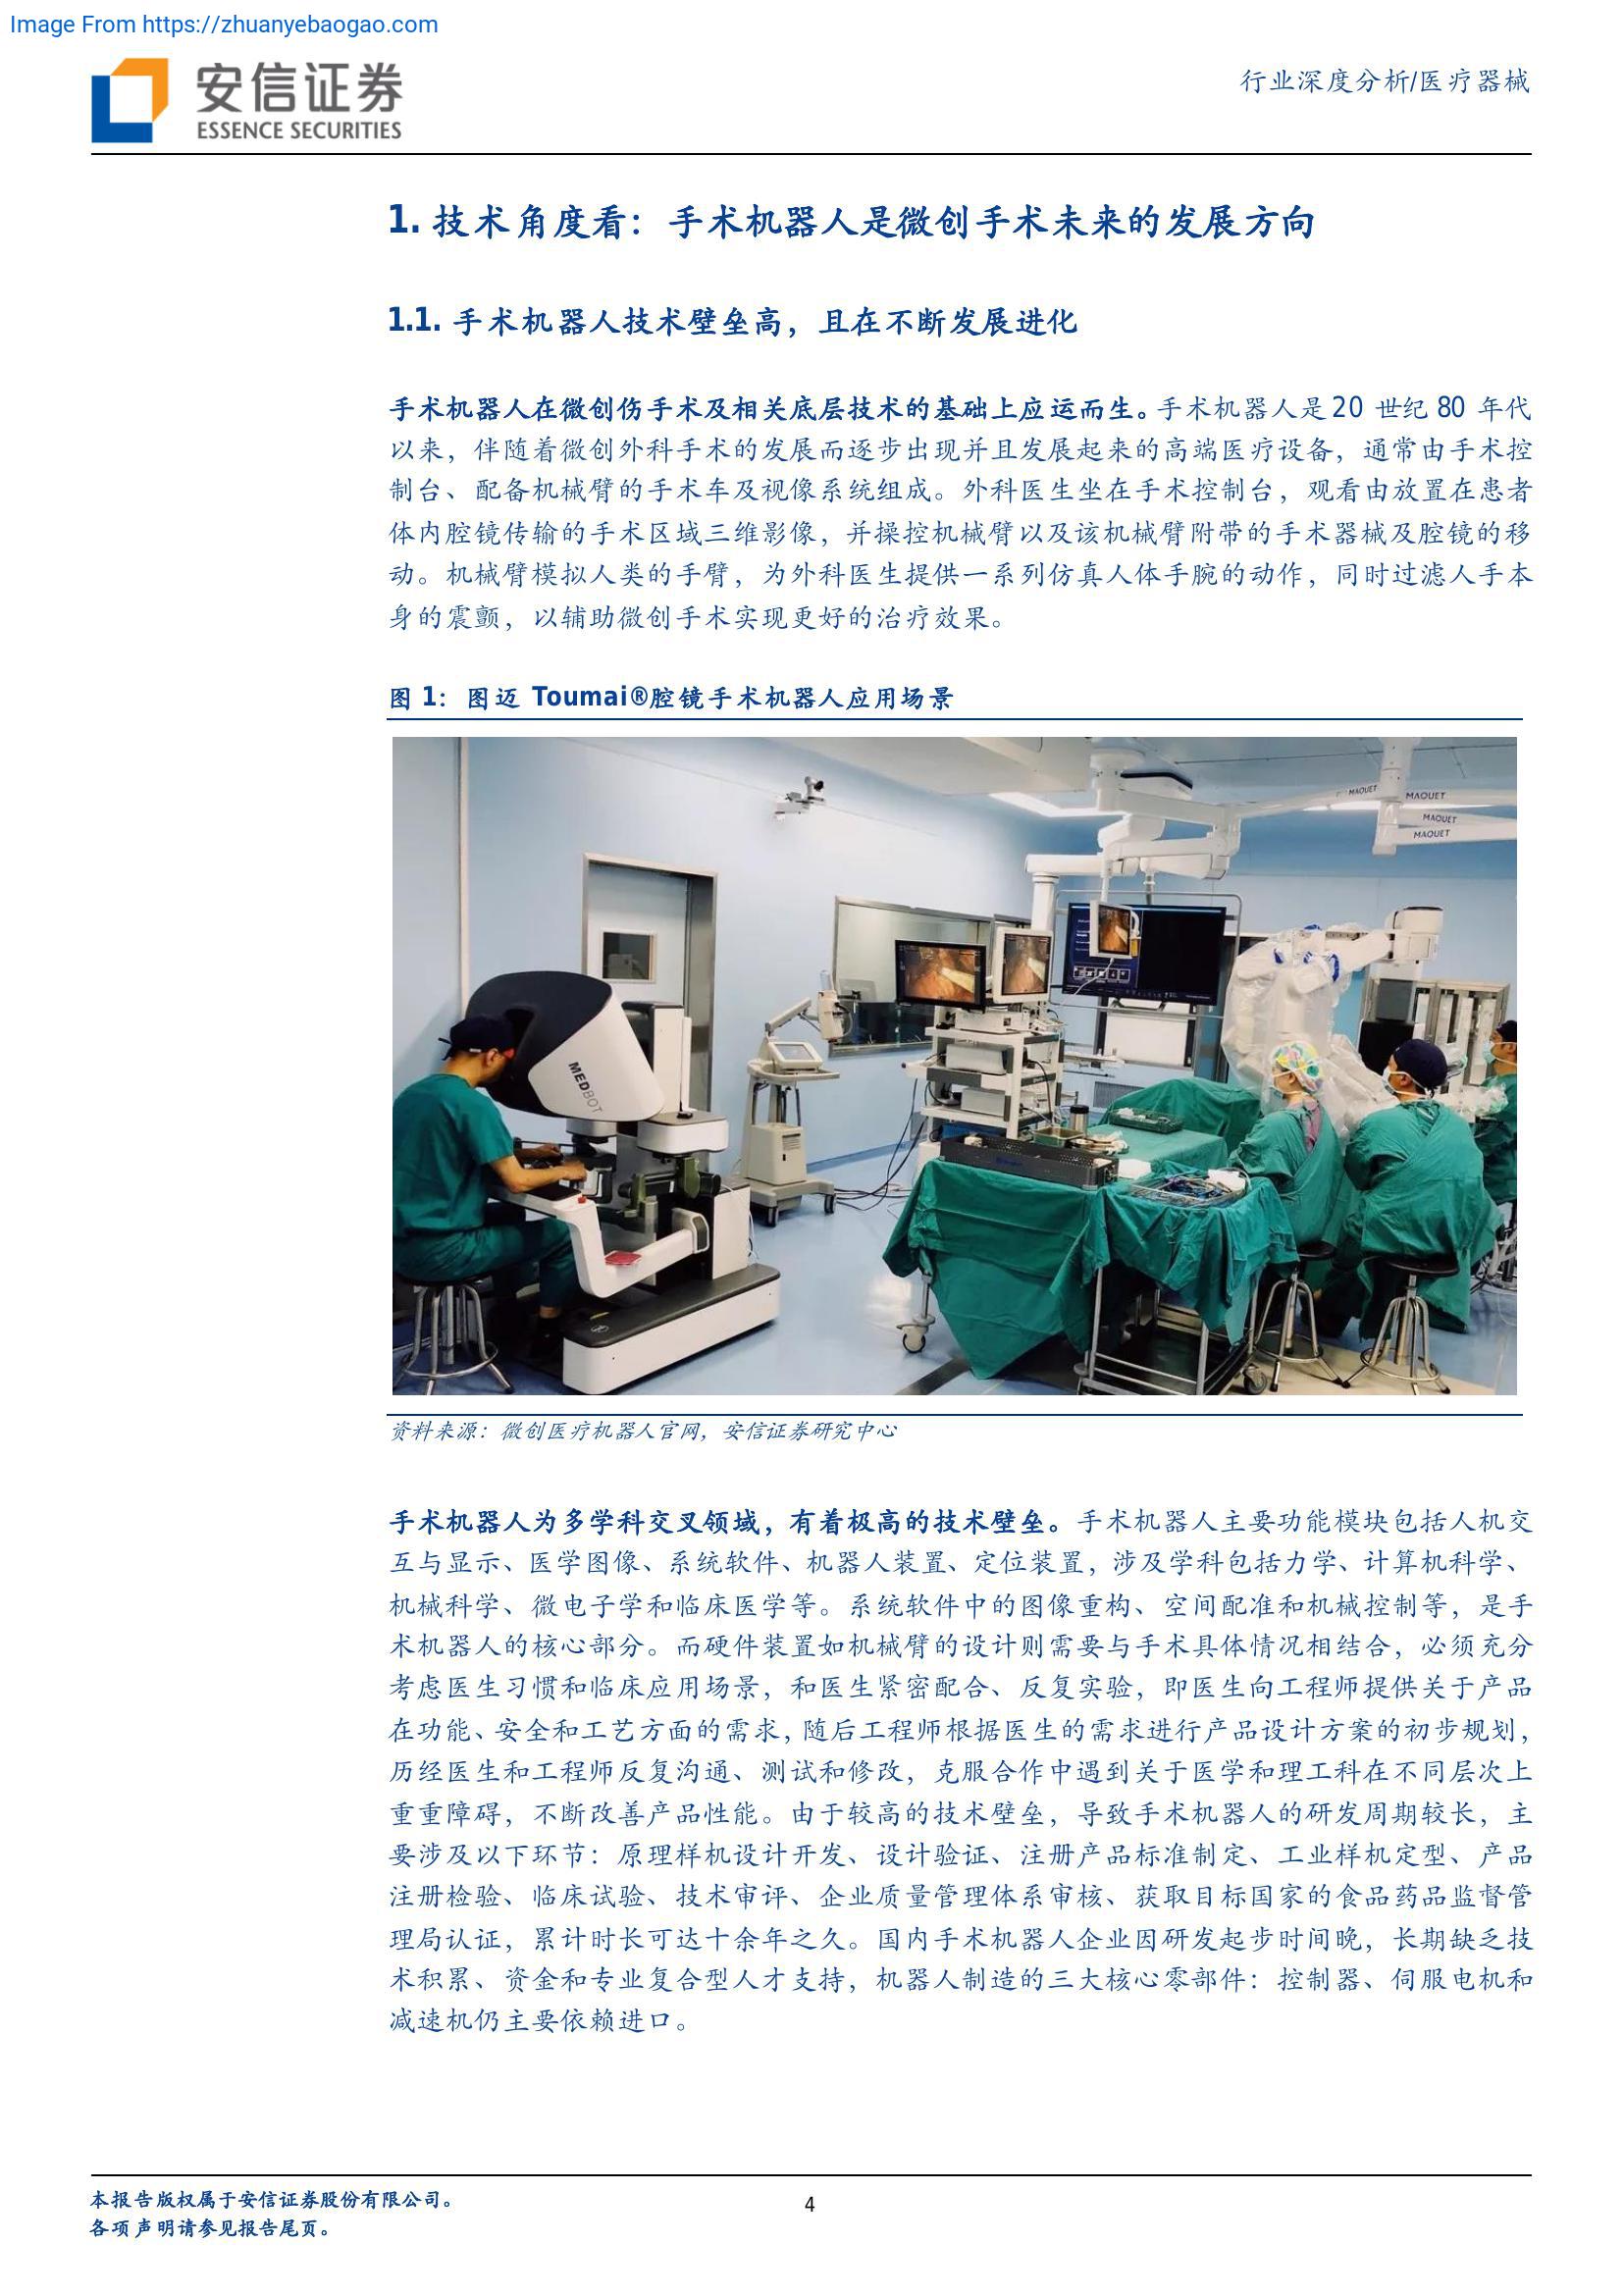 Image From https://zhuanyebaogao.com
安信证券
ESSENCE SECURITIES
行业深度分析/医疗器械
1. 技术角度看：手术机器人是微创手术未来的发展方向
1.1. 手术机器人技术壁垒高，且在不断发展进化
手术机器人在微创伤手术及相关底层技术的基础上应运而生。手术机器人是 20 世纪 80 年代
以来，伴随着微创外科手术的发展而逐步出现并且发展起来的高端医疗设备，通常由手术控
制台、配备机械臂的手术车及视像系统组成。外科医生坐在手术控制台，观看由放置在患者
体内腔镜传输的手术区域三维影像，并操控机械臂以及该机械臂附带的手术器械及腔镜的移
动。机械臂模拟人类的手臂，为外科医生提供一系列仿真人体手腕的动作，同时过滤人手本
身的震颤，以辅助微创手术实现更好的治疗效果。
图 1：图迈 Toumai®腔镜手术机器人应用场景
MAQUET
MAQUET
MAQUET
MAQUET
MEDBOT
资料来源：微创医疗机器人官网，安信证券研究中心
手术机器人为多学科交叉领域，有着极高的技术壁垒。手术机器人主要功能模块包括人机交
互与显示、医学图像、系统软件、机器人装置、定位装置，涉及学科包括力学、计算机科学、
机械科学、微电子学和临床医学等。系统软件中的图像重构、空间配准和机械控制等，是手
术机器人的核心部分。而硬件装置如机械臂的设计则需要与手术具体情况相结合，必须充分
考虑医生习惯和临床应用场景，和医生紧密配合、反复实验，即医生向工程师提供关于产品
在功能、安全和工艺方面的需求，随后工程师根据医生的需求进行产品设计方案的初步规划，
历经医生和工程师反复沟通、测试和修改，克服合作中遇到关于医学和理工科在不同层次上
重重障碍，不断改善产品性能。由于较高的技术壁垒，导致手术机器人的研发周期较长，主
要涉及以下环节：原理样机设计开发、设计验证、注册产品标准制定、工业样机定型、产品
注册检验、临床试验、技术审评、企业质量管理体系审核、获取目标国家的食品药品监督管
理局认证，累计时长可达十余年之久。国内手术机器人企业因研发起步时间晚，长期缺乏技
术积累、资金和专业复合型人才支持，机器人制造的三大核心零部件：控制器、伺服电机和
减速机仍主要依赖进口。
本报告版权属于安信证券股份有限公司。
各项声明请参见报告尾页。
4